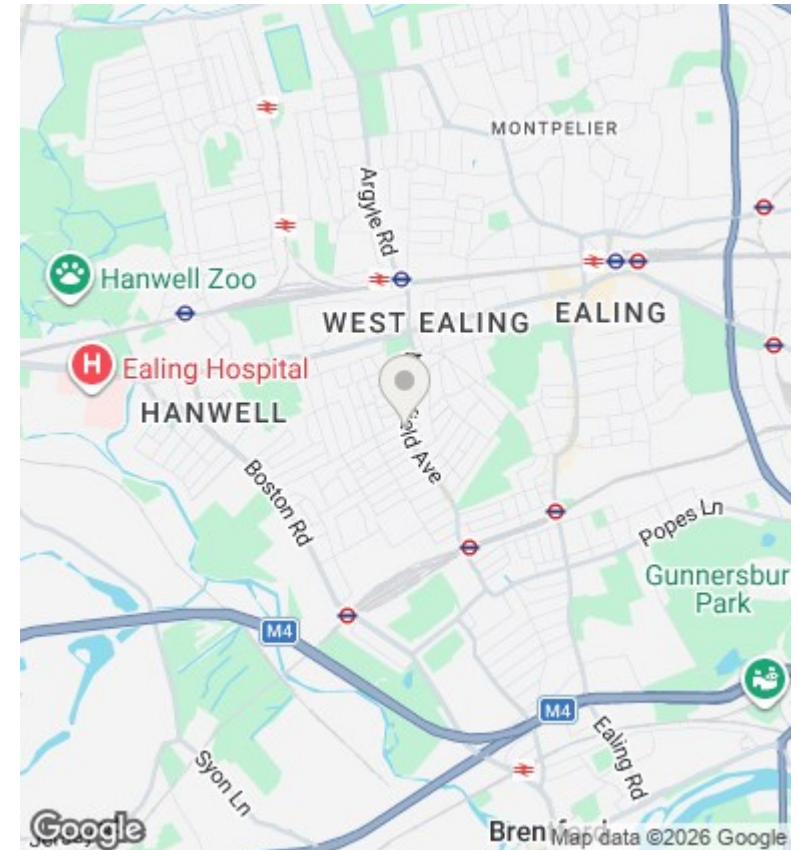 MONTPELIER
Argyle Rd
Hanwell Zoo
WEST EALING
EALING
H
Ealing Hospital
HANWELL
Boston Rd
Ave
Popes Ln
Gunnersbur
Park
M4
M4
Ealing Rd
Syon Ln
Google
Map data ©2026 Google